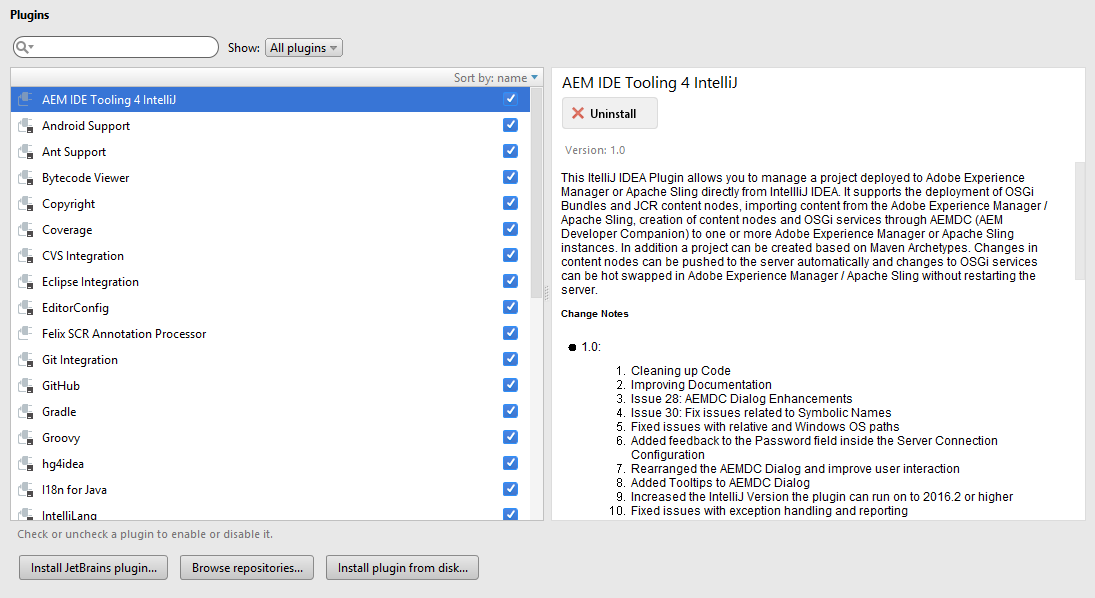 Plugins
Show: All plugins
Sort by: name
AEM IDE Tooling 4 IntelliJ
Android Support
Ant Support
Bytecode Viewer
Copyright
Coverage
CVS Integration
Eclipse Integration
EditorConfig
Felix SCR Annotation Processor
Git Integration
GitHub
Gradle
Groovy
hg4idea
I18n for Java
IntelliLang
AEM IDE Tooling 4 IntelliJ
Uninstall
Version: 1.0
This ItelliJ IDEA Plugin allows you to manage a project deployed to Adobe Experience
Manager or Apache Sling directly from IntellliJ IDEA. It supports the deployment of OSGi
Bundles and JCR content nodes, importing content from the Adobe Experience Manager /
Apache Sling, creation of content nodes and OSGi services through AEMDC (AEM
Developer Companion) to one or more Adobe Experience Manager or Apache Sling
instances. In addition a project can be created based on Maven Archetypes. Changes in
content nodes can be pushed to the server automatically and changes to OSGi services
can be hot swapped in Adobe Experience Manager / Apache Sling without restarting the
server.
Change Notes
● 1.0:
1. Cleaning up Code
2. Improving Documentation
3. Issue 28: AEMDC Dialog Enhancements
4. Issue 30: Fix issues related to Symbolic Names
5. Fixed issues with relative and Windows OS paths
6. Added feedback to the Password field inside the Server Connection
Configuration
7. Rearranged the AEMDC Dialog and improve user interaction
8. Added Tooltips to AEMDC Dialog
9. Increased the IntelliJ Version the plugin can run on to 2016.2 or higher
10. Fixed issues with exception handling and reporting
Check or uncheck a plugin to enable or disable it.
Install JetBrains plugin...
Browse repositories...
Install plugin from disk...